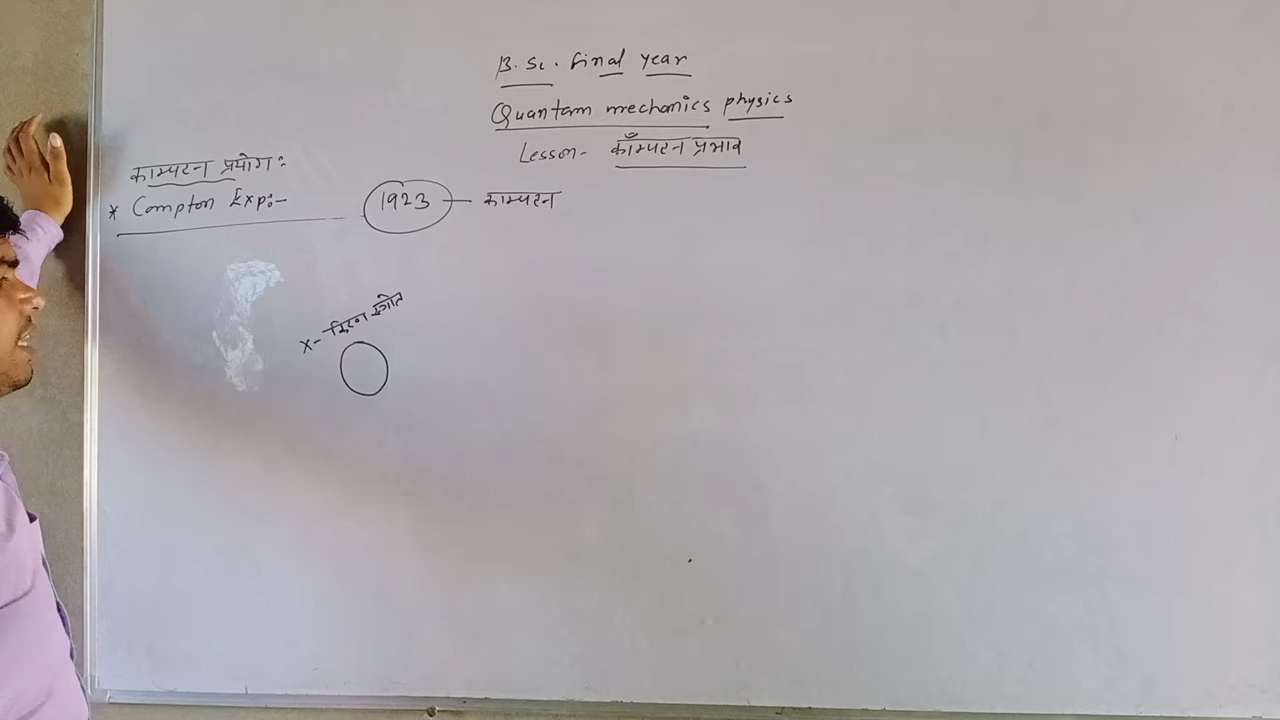 B.Sc. final year
Quantam mechanics physics
Lesson- कॉम्पटन प्रभाव
काम्पटन प्रयोग:
* Compton Exp:- 1923 — काम्पटन
X- किरण स्त्रोत